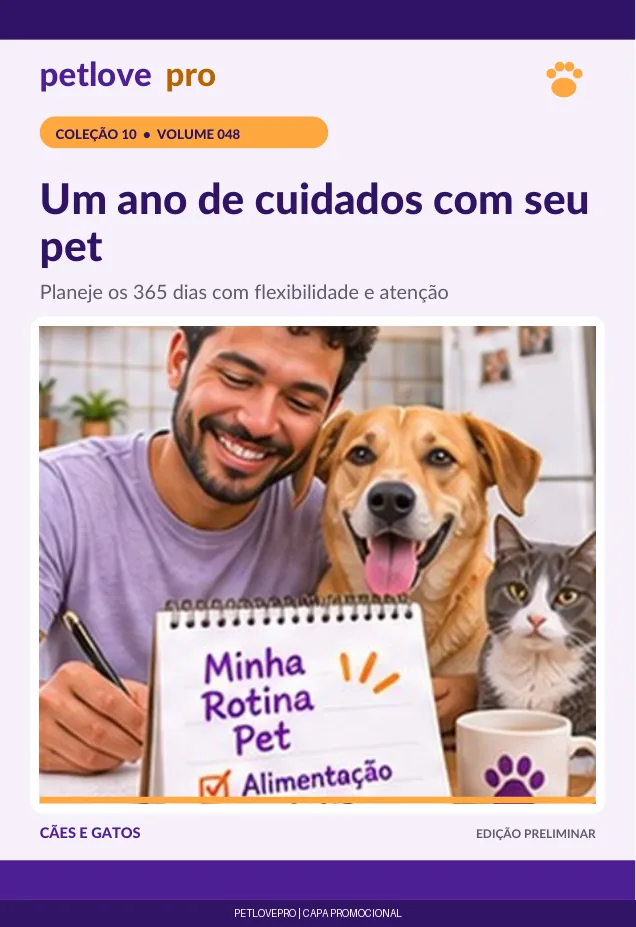 petlove pro
COLEÇÃO 10 • VOLUME 048
Um ano de cuidados com seu
pet
Planeje os 365 dias com flexibilidade e atenção
Minha
Rotina
Pet
Alimentação
CÃES E GATOS
EDIÇÃO PRELIMINAR
PETLOVEPRO | CAPA PROMOCIONAL